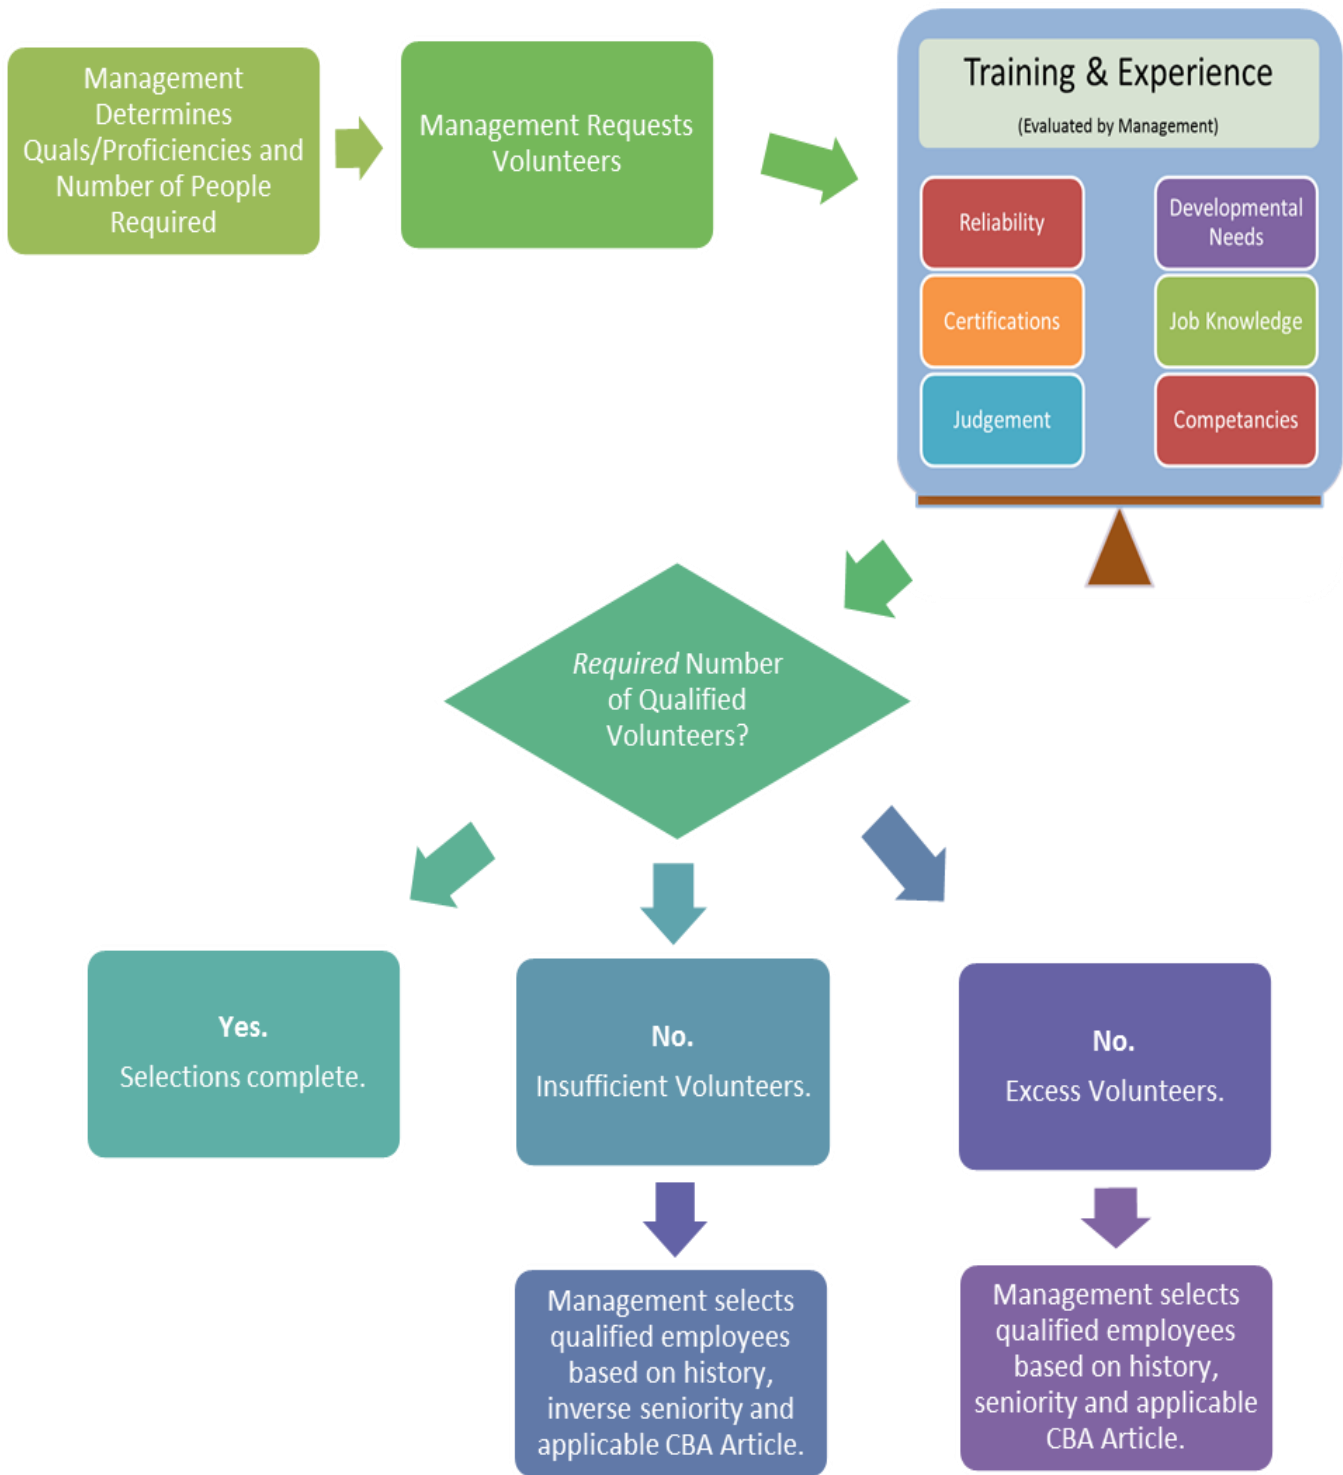 Management
Determines
Quals/Proficiencies and
Number of People
Required
Management Requests
Volunteers
Training & Experience
(Evaluated by Management)
Reliability
Developmental
Needs
Certifications
Job Knowledge
Judgement
Competancies
Required Number
of Qualified
Volunteers?
Yes.
Selections complete.
No.
Insufficient Volunteers.
No.
Excess Volunteers.
Management selects
qualified employees
based on history,
inverse seniority and
applicable CBA Article.
Management selects
qualified employees
based on history,
seniority and applicable
CBA Article.